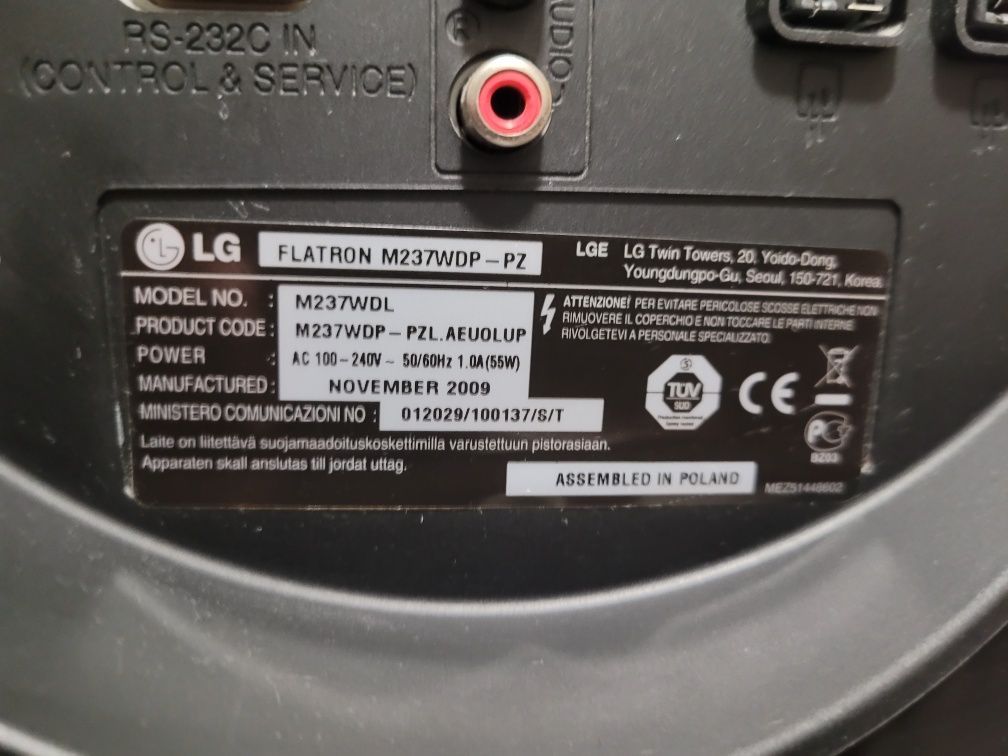 RS-232C IN
(CONTROL & SERVICE)
R
LG
FLATRON M237WDP-PZ
LGE LG Twin Towers, 20, Yoido-Dong,
Youngdungpo-Gu, Seoul, 150-721, Korea
MODEL NO. : M237WDL
PRODUCT CODE : M237WDP-PZL.AEUOLUP
POWER : AC 100-240V ~ 50/60Hz 1.0A(55W)
MANUFACTURED : NOVEMBER 2009
MINISTERO COMUNICAZIONI NO : 012029/100137/S/T
ATTENZIONE! PER EVITARE PERICOLOSE SCOSSE ELETTRICHE NON
RIMUOVERE IL COPERCHIO E NON TOCCARE LE PARTI INTERNE.
RIVOLGETEVI A PERSONALE SPECIALIZZATO.
TÜV
SÜD
CE
BZ03
Laite on liitettävä suojamaadoituskoskettimilla varustettuun pistorasiaan.
Apparaten skall anslutas till jordat uttag.
ASSEMBLED IN POLAND
MEZ51448602